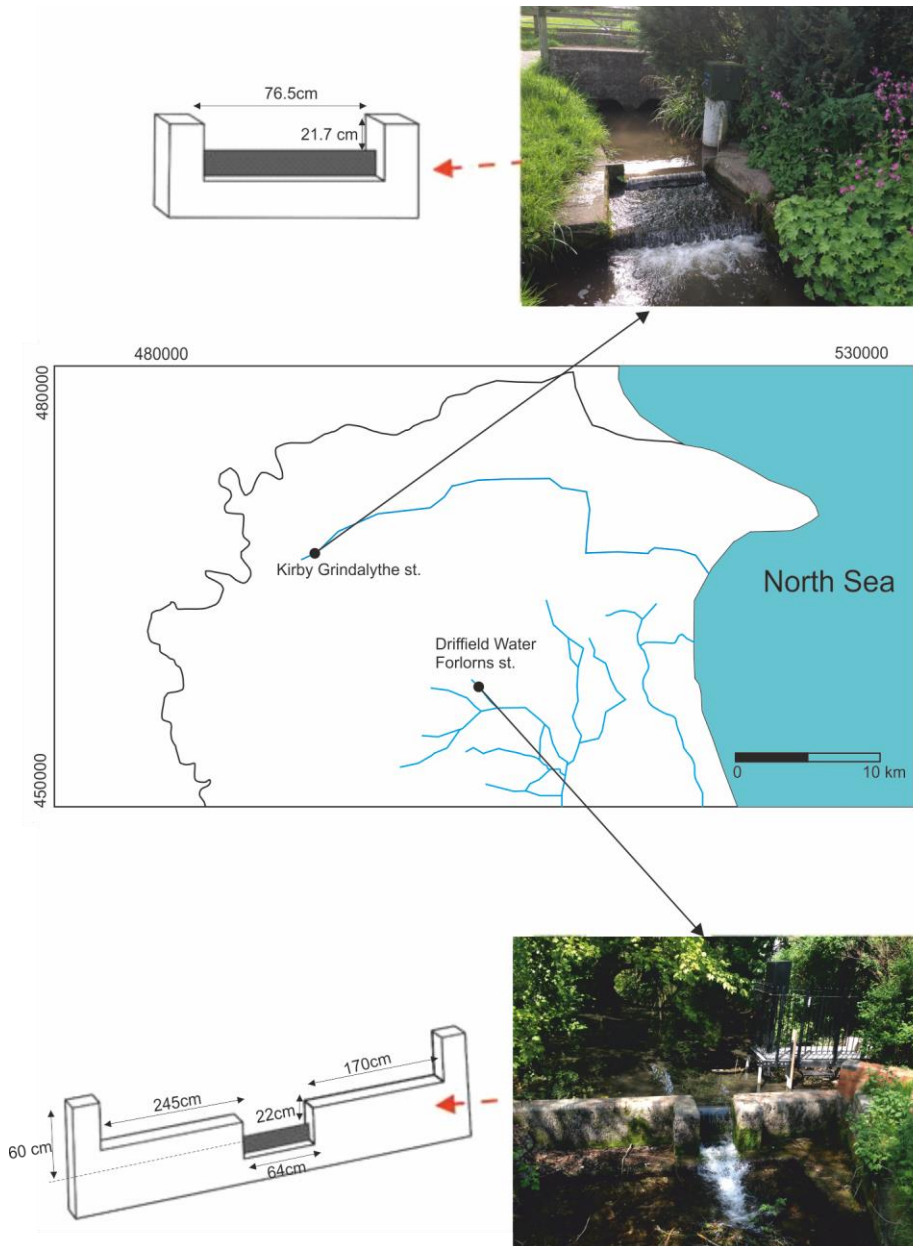 76.5cm
21.7 cm
480000
530000
480000
Kirby Grindalythe st.
North Sea
Driffield Water
Forlorns st.
450000
0
10 km
170cm
245cm
22cm
60 cm
64cm